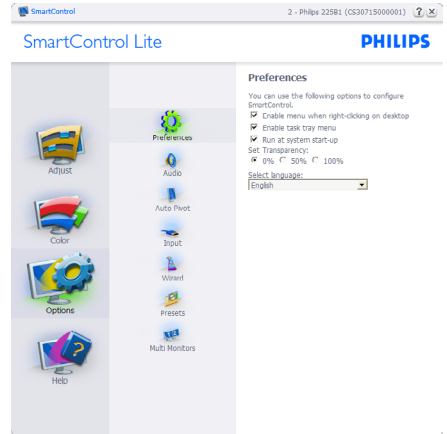 SmartControl
2 - Philips 225B1 (CS30715000001)
SmartControl Lite
PHILIPS
Adjust
Color
Options
Help
Preferences
Audio
Auto Pivot
Input
Wizard
Presets
Multi Monitors
Preferences
You can use the following options to configure
SmartControl.
Enable menu when right-clicking on desktop
Enable task tray menu
Run at system start-up
Set Transparency:
0% 50% 100%
Select language:
English